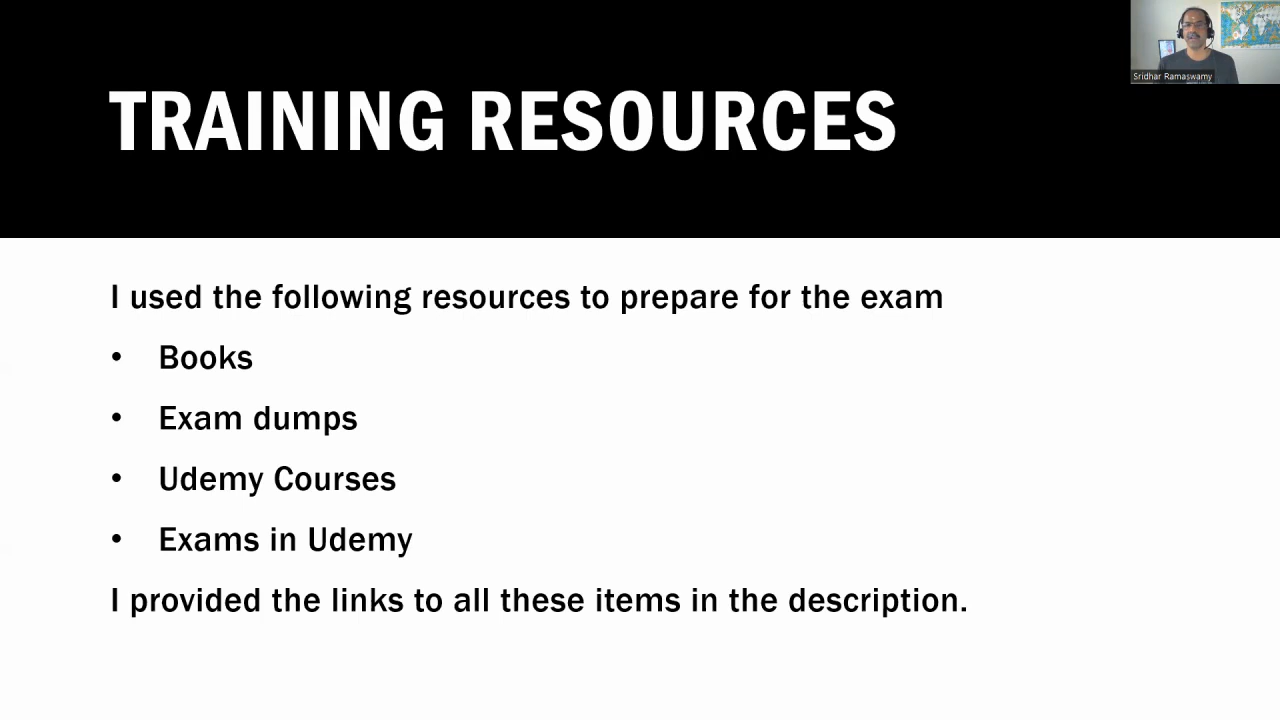 Sridhar Ramaswamy
TRAINING RESOURCES
I used the following resources to prepare for the exam
• Books
• Exam dumps
• Udemy Courses
• Exams in Udemy
I provided the links to all these items in the description.